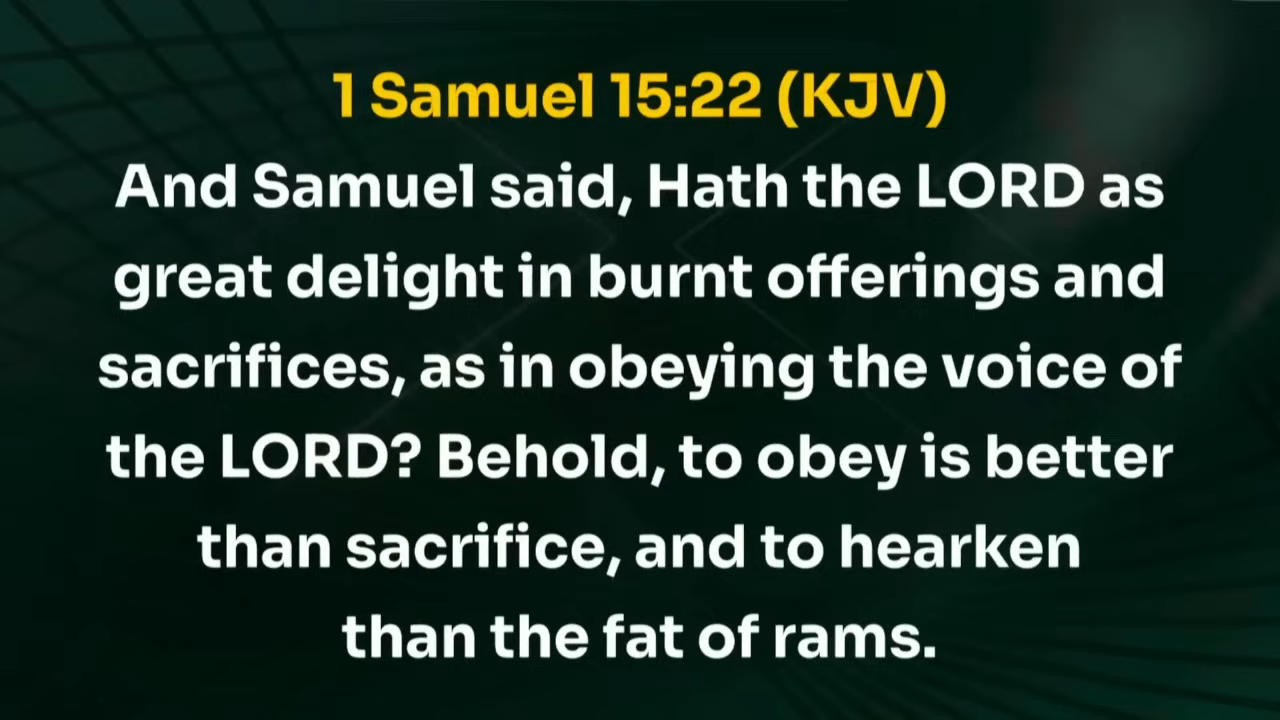 1 Samuel 15:22 (KJV)
And Samuel said, Hath the LORD as
great delight in burnt offerings and
sacrifices, as in obeying the voice of
the LORD? Behold, to obey is better
than sacrifice, and to hearken
than the fat of rams.